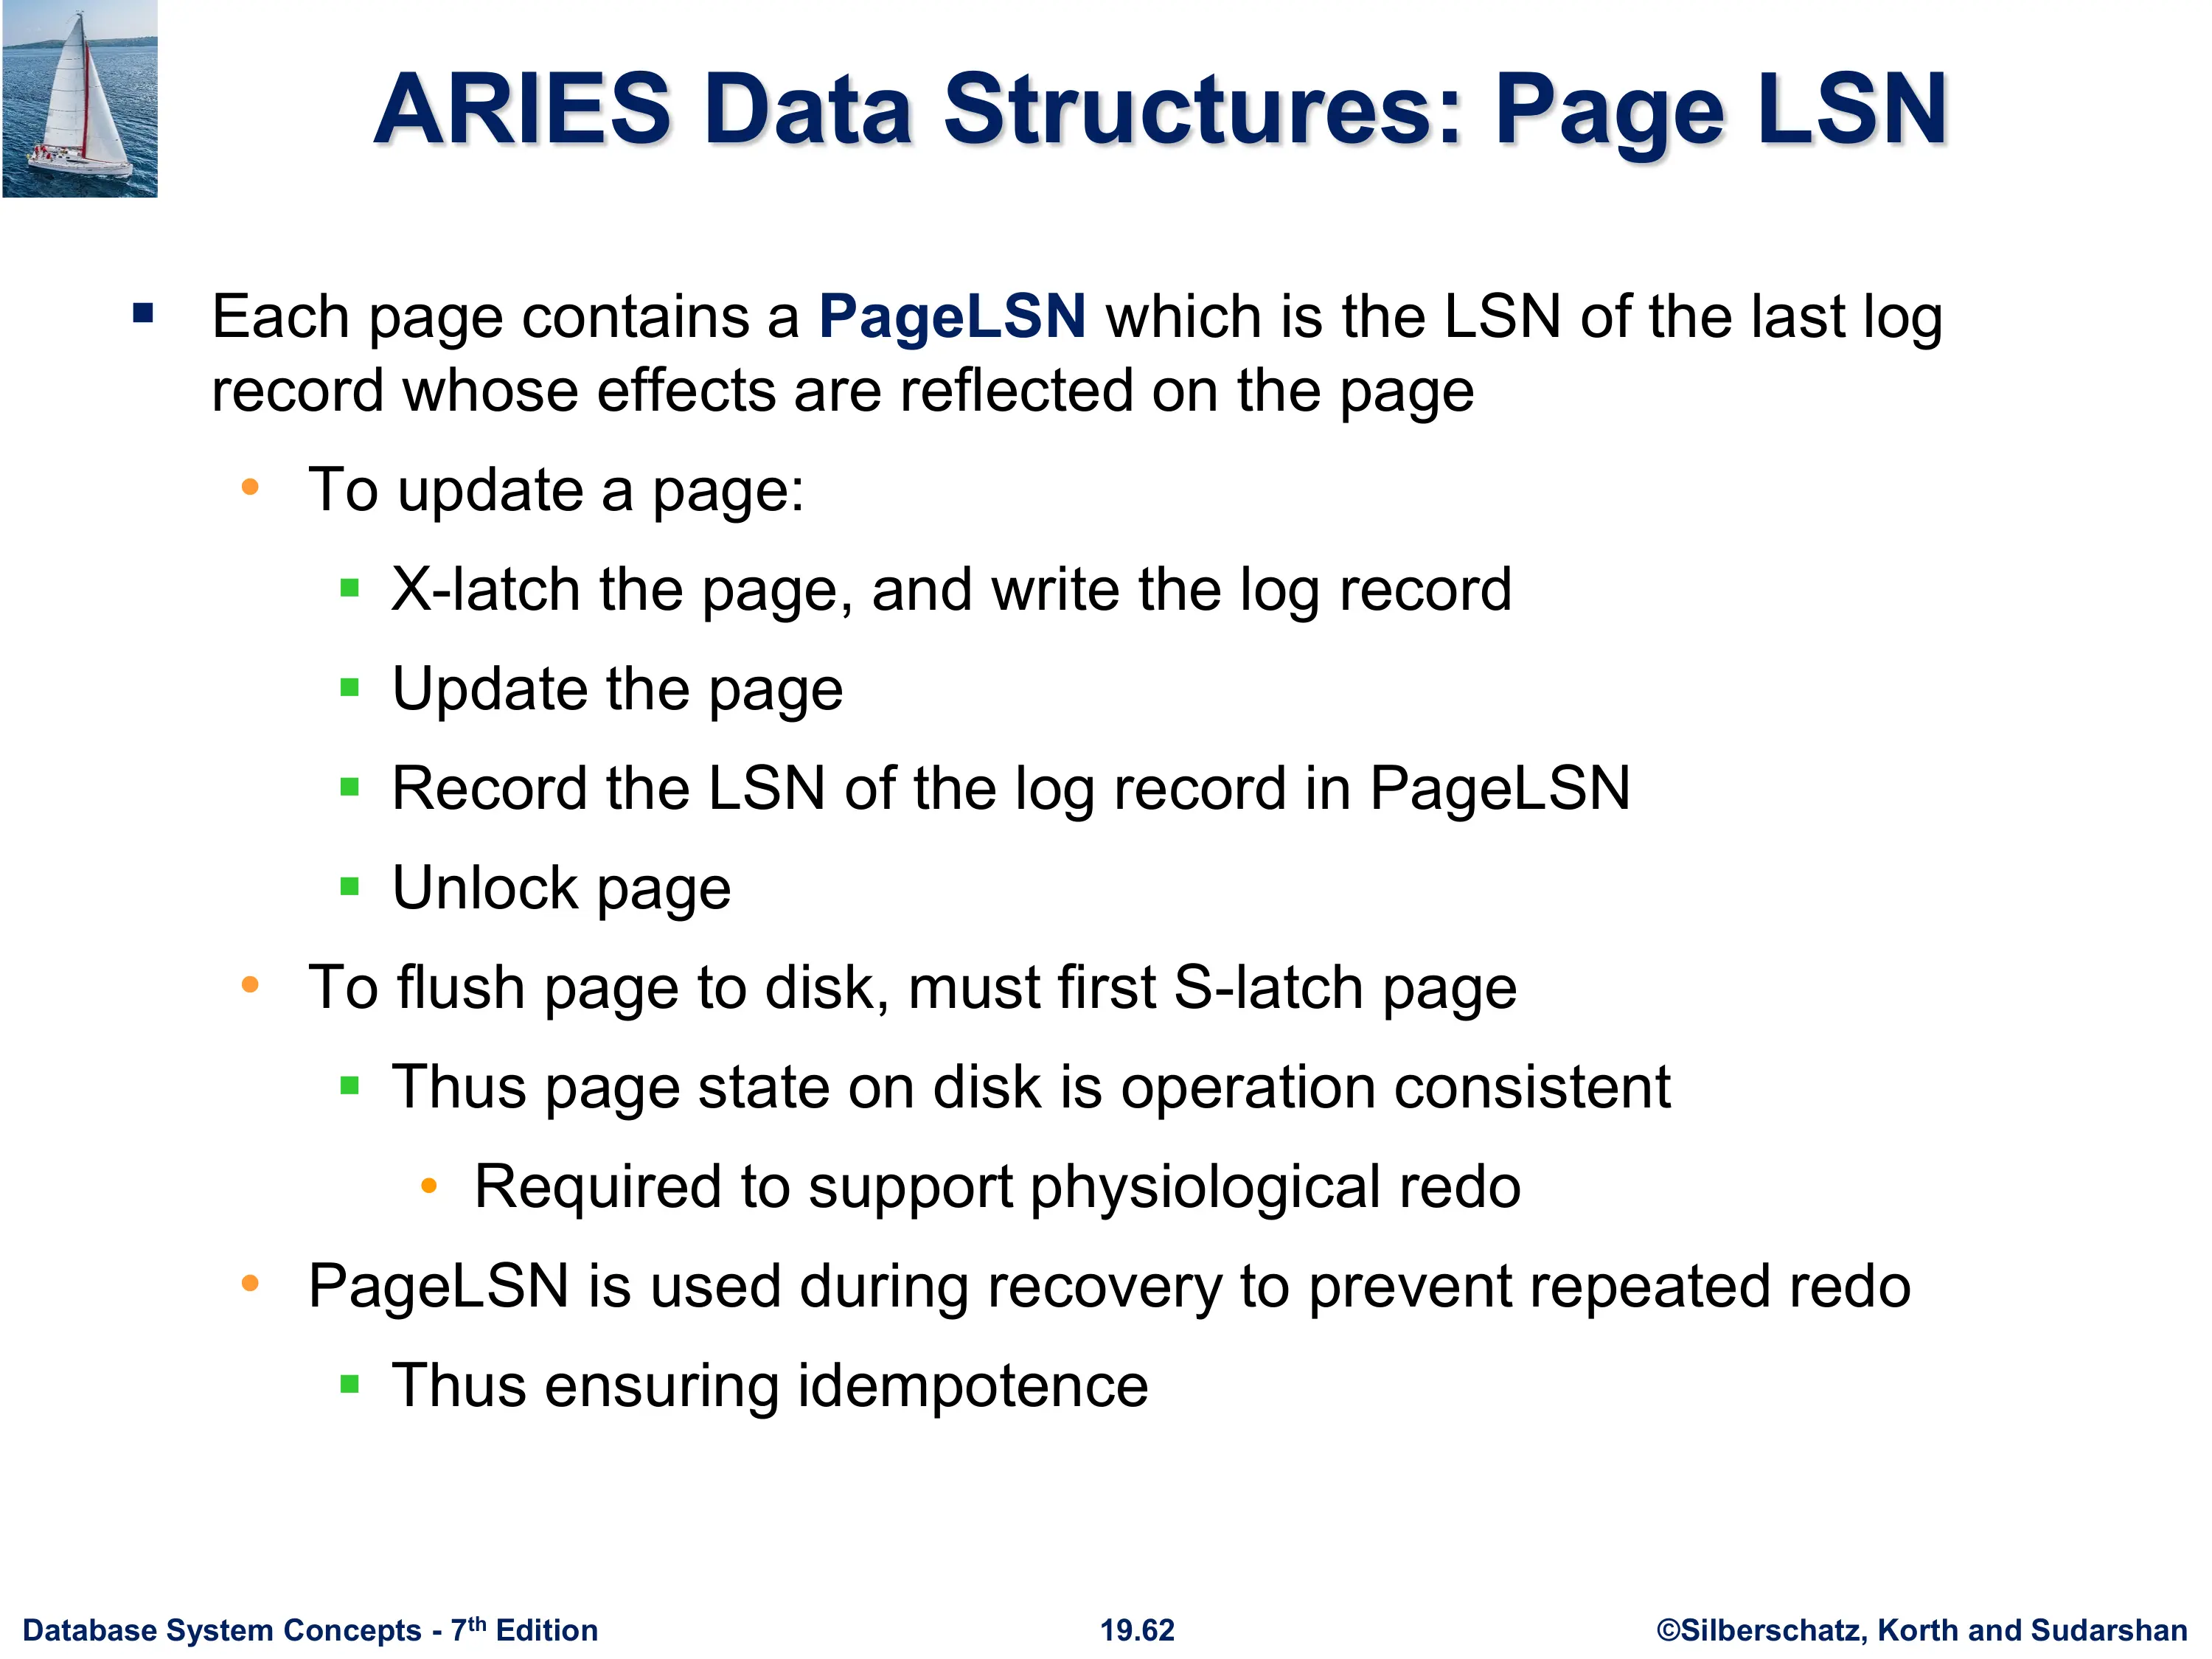 ARIES Data Structures: Page LSN
Each page contains a PageLSN which is the LSN of the last log
record whose effects are reflected on the page
To update a page:
X-latch the page, and write the log record
Update the page
Record the LSN of the log record in PageLSN
Unlock page
To flush page to disk, must first S-latch page
Thus page state on disk is operation consistent
Required to support physiological redo
PageLSN is used during recovery to prevent repeated redo
Thus ensuring idempotence
Database System Concepts - 7th Edition
19.62
©Silberschatz, Korth and Sudarshan